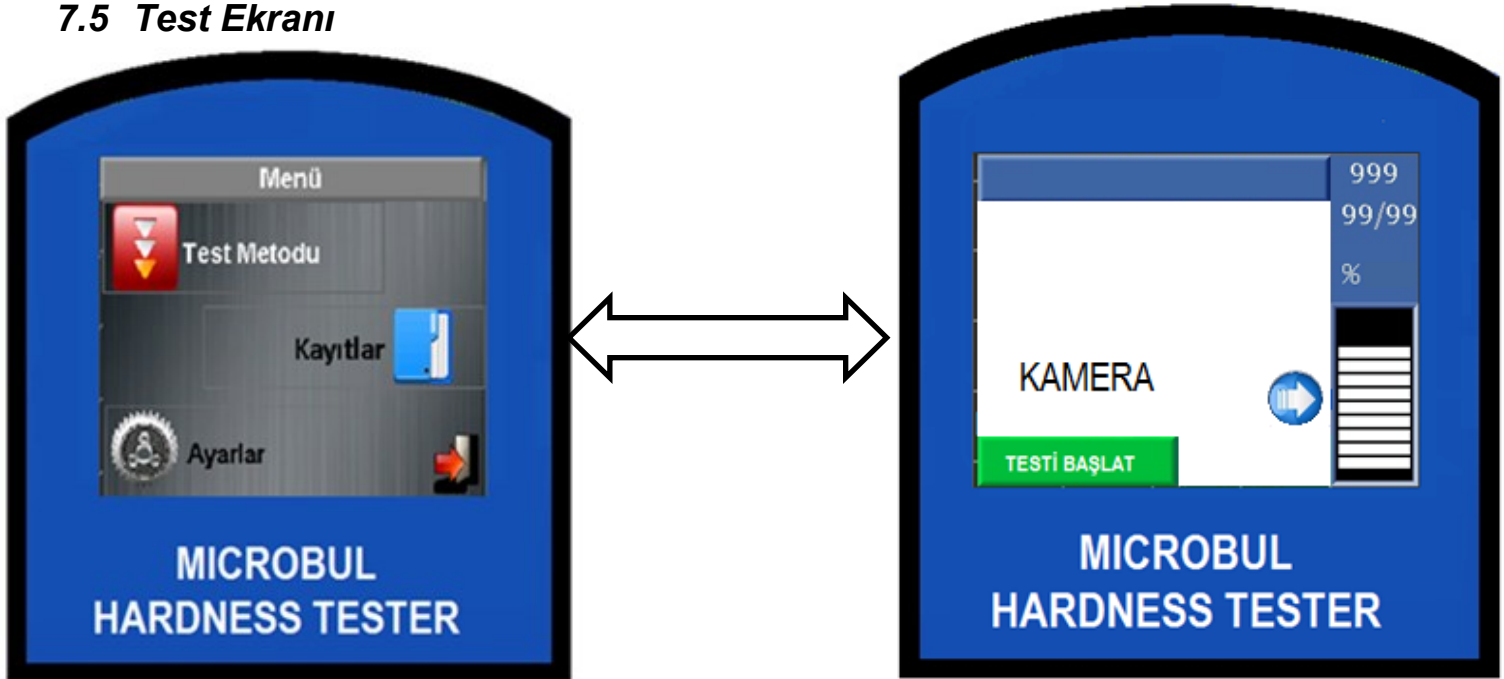 7.5 Test Ekranı
Menü
Test Metodu
Kayıtlar
Ayarlar
MICROBUL
HARDNESS TESTER
999
99/99
%
KAMERA
TESTİ BAŞLAT
MICROBUL
HARDNESS TESTER